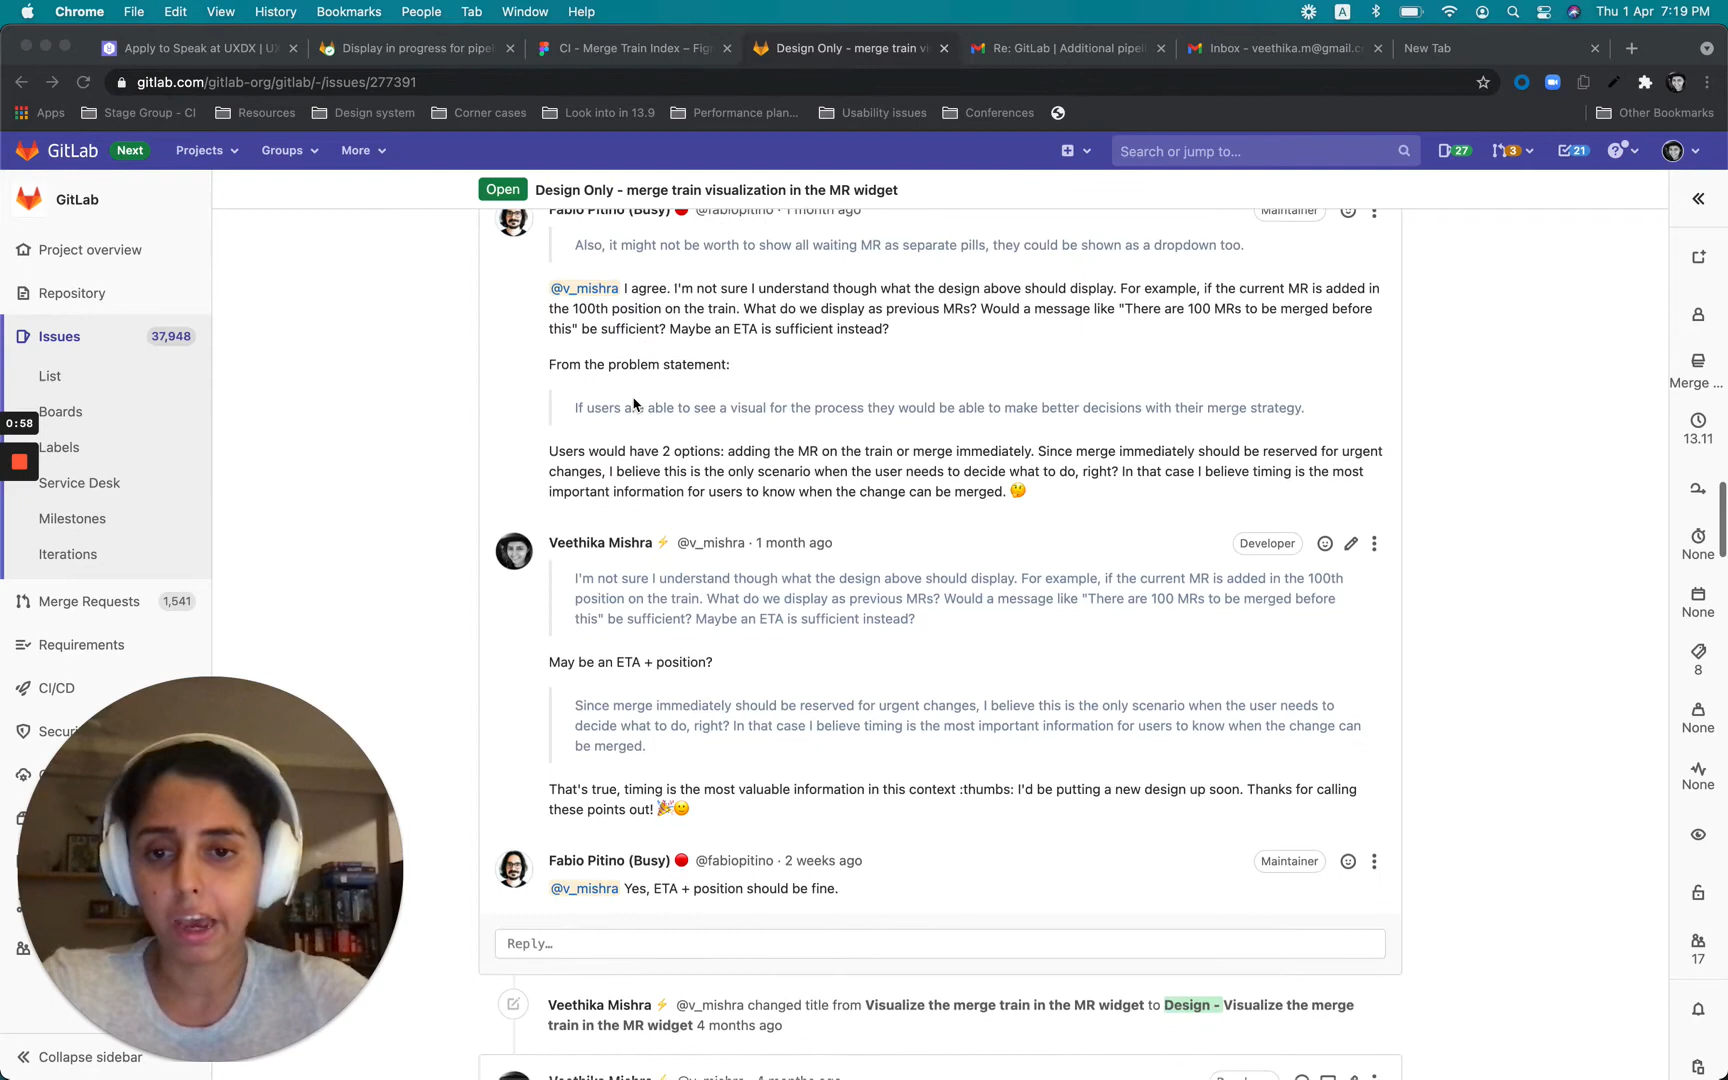 Chrome File Edit View History Bookmarks People Tab Window Help A Thu 1 Apr 7:19 PM
Apply to Speak at UXDX | U Display in progress for pipel CI - Merge Train Index – Figm Design Only - merge train vi Re: GitLab | Additional pipel Inbox - veethika.m@gmail.c New Tab
gitlab.com/gitlab-org/gitlab/-/issues/277391
Apps Stage Group - CI Resources Design system Corner cases Look into in 13.9 Performance plan... Usability issues Conferences Other Bookmarks
GitLab Next Projects Groups More Search or jump to... 27 3 21
GitLab
Open Design Only - merge train visualization in the MR widget
Fabio Pitino (Busy) @fabiopitino · 1 month ago Maintainer
Also, it might not be worth to show all waiting MR as separate pills, they could be shown as a dropdown too.
@v_mishra I agree. I'm not sure I understand though what the design above should display. For example, if the current MR is added in
the 100th position on the train. What do we display as previous MRs? Would a message like "There are 100 MRs to be merged before
this" be sufficient? Maybe an ETA is sufficient instead?
From the problem statement:
If users are able to see a visual for the process they would be able to make better decisions with their merge strategy.
Users would have 2 options: adding the MR on the train or merge immediately. Since merge immediately should be reserved for urgent
changes, I believe this is the only scenario when the user needs to decide what to do, right? In that case I believe timing is the most
important information for users to know when the change can be merged. 🤔
Veethika Mishra ⚡ @v_mishra · 1 month ago Developer
I'm not sure I understand though what the design above should display. For example, if the current MR is added in the 100th
position on the train. What do we display as previous MRs? Would a message like "There are 100 MRs to be merged before
this" be sufficient? Maybe an ETA is sufficient instead?
May be an ETA + position?
Since merge immediately should be reserved for urgent changes, I believe this is the only scenario when the user needs to
decide what to do, right? In that case I believe timing is the most important information for users to know when the change can
be merged.
That's true, timing is the most valuable information in this context :thumbs: I'd be putting a new design up soon. Thanks for calling
these points out! 🎉🙂
Fabio Pitino (Busy) 🔴 @fabiopitino · 2 weeks ago Maintainer
@v_mishra Yes, ETA + position should be fine.
Reply...
Veethika Mishra ⚡ @v_mishra changed title from Visualize the merge train in the MR widget to Design - Visualize the merge
train in the MR widget 4 months ago
Project overview
Repository
Issues 37,948
List
Boards
Labels
Service Desk
Milestones
Iterations
Merge Requests 1,541
Requirements
CI/CD
Securi
Collapse sidebar
0:58
Merge ...
13.11
None
None
8
None
None
17